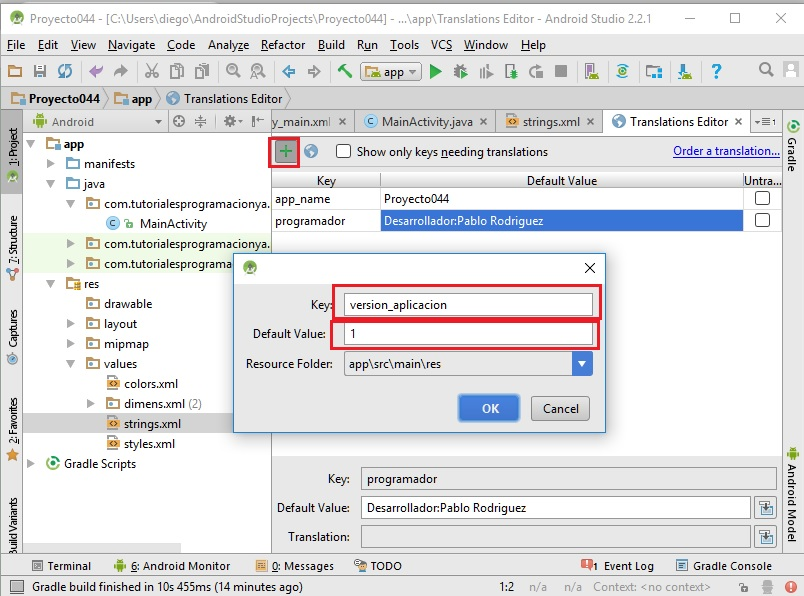 Proyecto044 - [C:\Users\diego\AndroidStudioProjects\Proyecto044] - ...\app\Translations Editor - Android Studio 2.2.1
File Edit View Navigate Code Analyze Refactor Build Run Tools VCS Window Help
app
Proyecto044 app Translations Editor
Android
y_main.xml MainActivity.java strings.xml Translations Editor
1
1: Project
7: Structure
Captures
2: Favorites
Build Variants
app
manifests
java
com.tutorialesprogramacionya.
MainActivity
com.tutorialesprogramacionya.
com.tutorialesprograma
res
drawable
layout
mipmap
values
colors.xml
dimens.xml (2)
strings.xml
styles.xml
Gradle Scripts
Show only keys needing translations
Order a translation...
Key Default Value Untra...
app_name Proyecto044
programador Desarrollador:Pablo Rodriguez
Key: version_aplicacion
Default Value: 1
Resource Folder: app\src\main\res
OK Cancel
Key: programador
Default Value: Desarrollador:Pablo Rodriguez
Translation:
Gradle
Android Model
Terminal 6: Android Monitor 0: Messages TODO 1 Event Log Gradle Console
Gradle build finished in 10s 455ms (14 minutes ago) 1:2 n/a n/a Context: <no context>